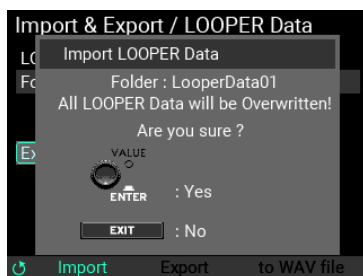 Import & Export / LOOPER Data
Import LOOPER Data
Folder : LooperData01
All LOOPER Data will be Overwritten!
Are you sure ?
VALUE
ENTER : Yes
EXIT : No
Import Export to WAV file